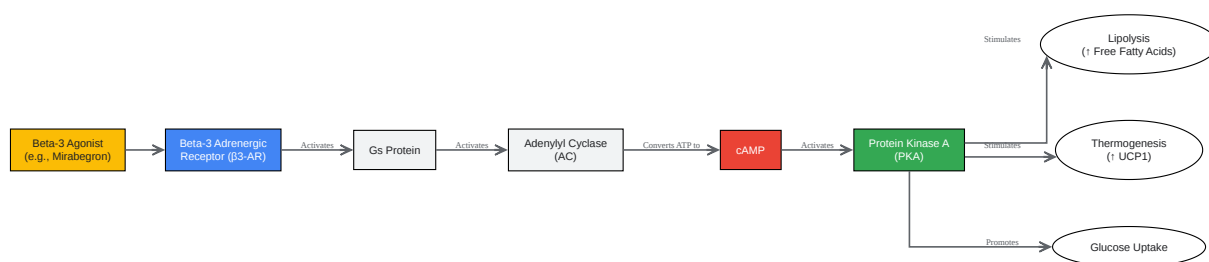 Beta-3 Agonist
(e.g., Mirabegron)
Beta-3 Adrenergic
Receptor (β3-AR)
Activates
Gs Protein
Activates
Adenylyl Cyclase
(AC)
Converts ATP to
cAMP
Activates
Protein Kinase A
(PKA)
Stimulates
Lipolysis
(↑ Free Fatty Acids)
Stimulates
Thermogenesis
(↑ UCP1)
Promotes
Glucose Uptake